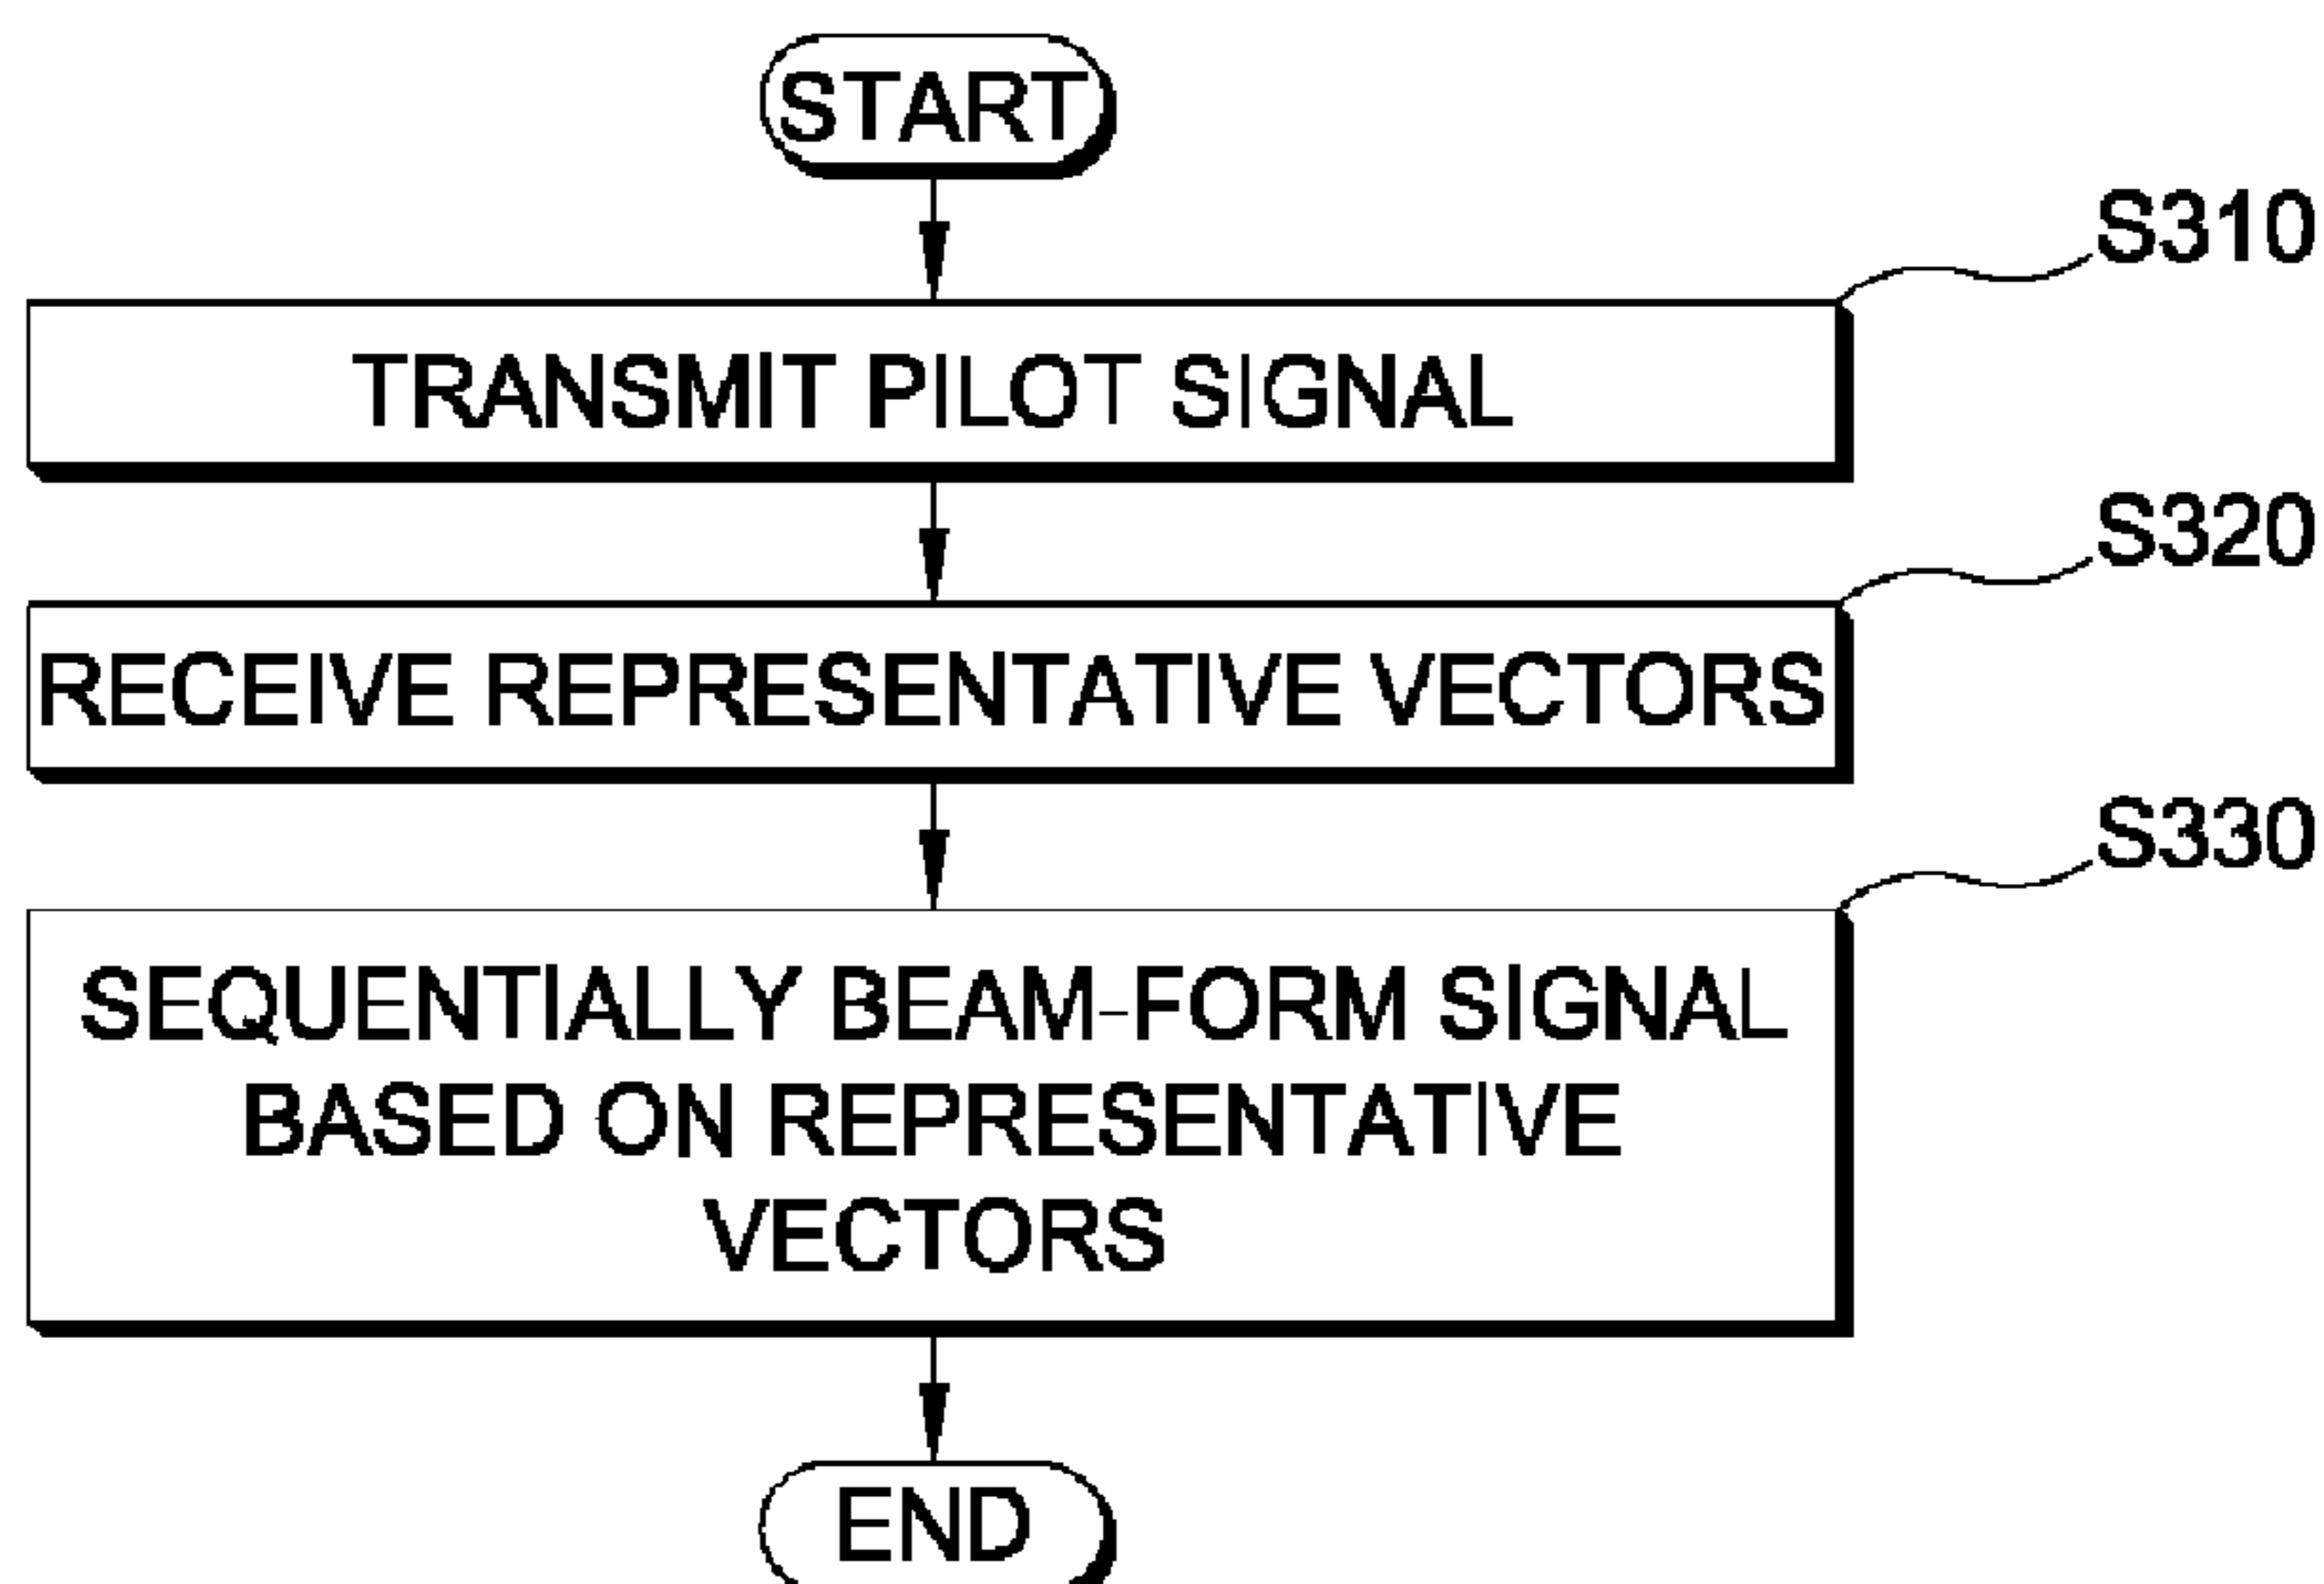 START
S310
TRANSMIT PILOT SIGNAL
S320
RECEIVE REPRESENTATIVE VECTORS
S330
SEQUENTIALLY BEAM-FORM SIGNAL
BASED ON REPRESENTATIVE
VECTORS
END